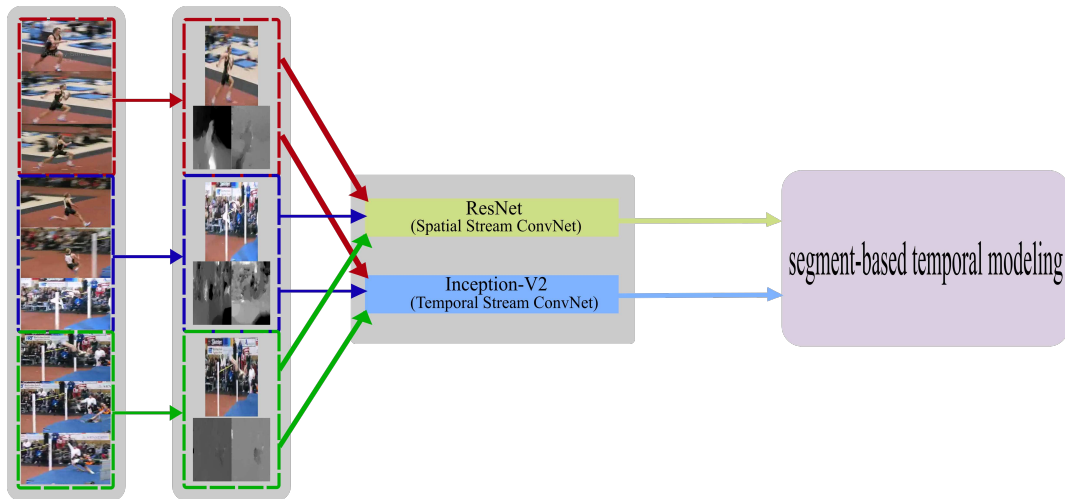 ResNet
(Spatial Stream ConvNet)
Inception-V2
(Temporal Stream ConvNet)
segment-based temporal modeling